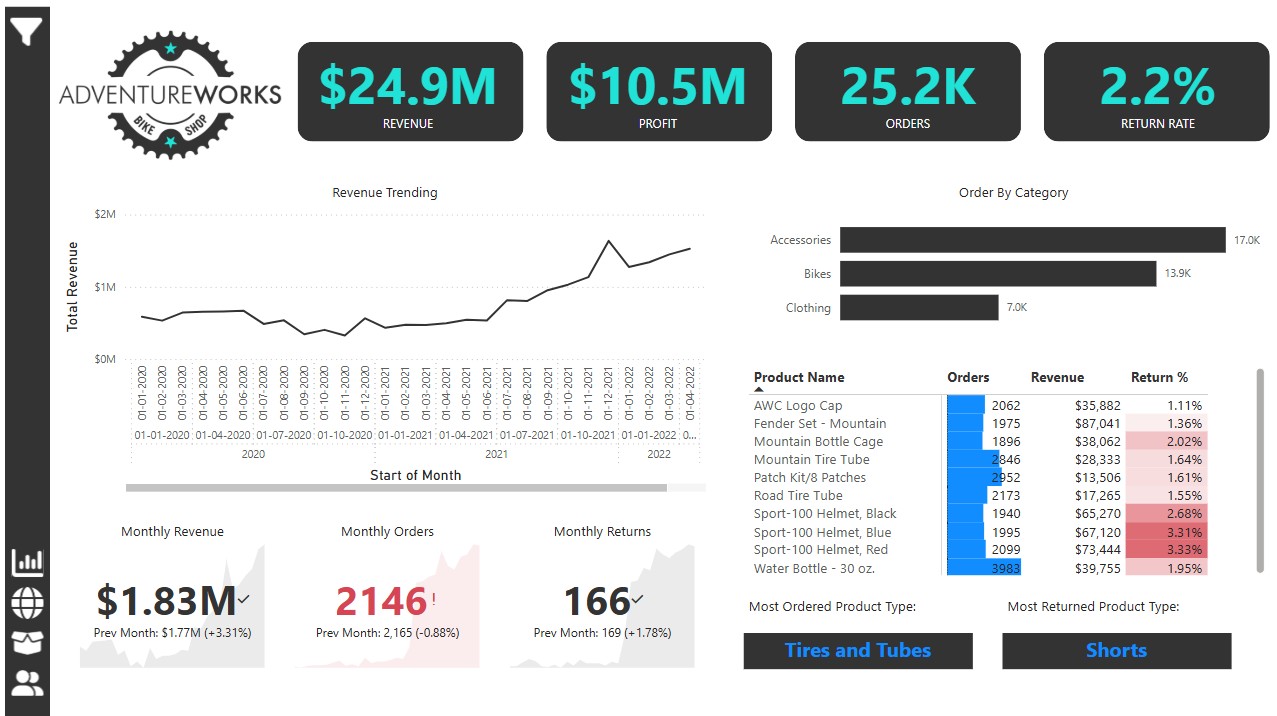 ADVENTUREWORKS
BIKE SHOP
$24.9M
REVENUE
$10.5M
PROFIT
25.2K
ORDERS
2.2%
RETURN RATE
Revenue Trending
Total Revenue
$2M
$1M
$0M
01-01-2020 01-02-2020 01-03-2020 01-04-2020 01-05-2020 01-06-2020 01-07-2020 01-08-2020 01-09-2020 01-10-2020 01-11-2020 01-12-2020 01-01-2021 01-02-2021 01-03-2021 01-04-2021 01-05-2021 01-06-2021 01-07-2021 01-08-2021 01-09-2021 01-10-2021 01-11-2021 01-12-2021 01-01-2022 01-02-2022 01-03-2022 01-04-2022
01-01-2020 01-04-2020 01-07-2020 01-10-2020 01-01-2021 01-04-2021 01-07-2021 01-10-2021 01-01-2022 0...
2020 2021 2022
Start of Month
Order By Category
Accessories 17.0K
Bikes 13.9K
Clothing 7.0K
Product Name Orders Revenue Return %
AWC Logo Cap 2062 $35,882 1.11%
Fender Set - Mountain 1975 $87,041 1.36%
Mountain Bottle Cage 1896 $38,062 2.02%
Mountain Tire Tube 2846 $28,333 1.64%
Patch Kit/8 Patches 2952 $13,506 1.61%
Road Tire Tube 2173 $17,265 1.55%
Sport-100 Helmet, Black 1940 $65,270 2.68%
Sport-100 Helmet, Blue 1995 $67,120 3.31%
Sport-100 Helmet, Red 2099 $73,444 3.33%
Water Bottle - 30 oz. 3983 $39,755 1.95%
Monthly Revenue
$1.83M
Prev Month: $1.77M (+3.31%)
Monthly Orders
2146!
Prev Month: 2,165 (-0.88%)
Monthly Returns
166
Prev Month: 169 (+1.78%)
Most Ordered Product Type:
Tires and Tubes
Most Returned Product Type:
Shorts